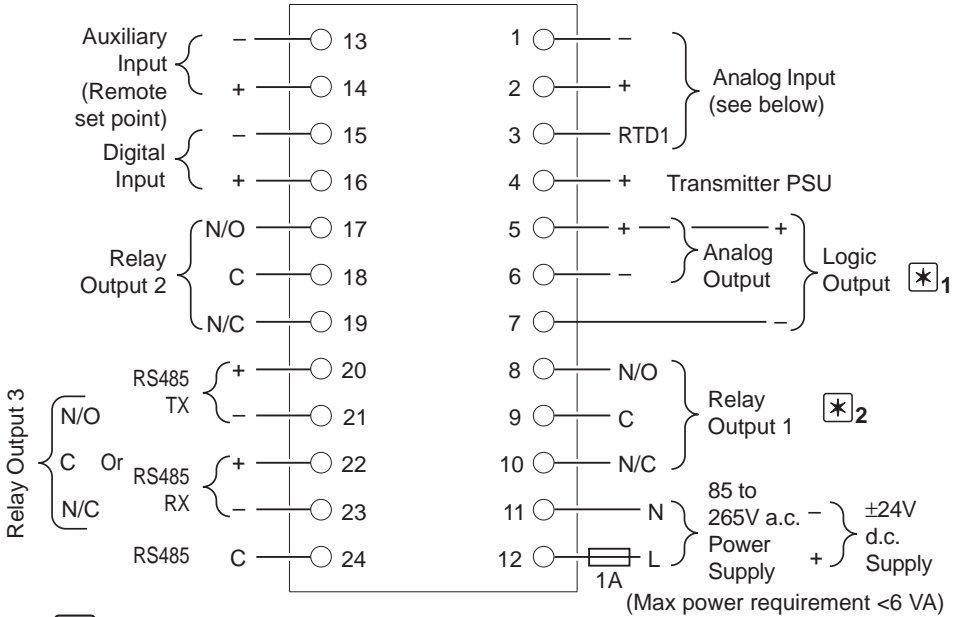 Auxiliary
Input
(Remote
set point)
– 13
+ 14
Digital
Input
– 15
+ 16
Relay
Output 2
N/O 17
C 18
N/C 19
RS485
TX
+ 20
– 21
RS485
RX
+ 22
– 23
RS485 C 24
Relay Output 3
N/O
C Or
N/C
1 –
2 +
3 RTD1
Analog Input
(see below)
4 + Transmitter PSU
5 + +
6 –
Analog
Output
7 –
Logic
Output *1
8 N/O
9 C
10 N/C
Relay
Output 1 *2
11 N
12 L
1A
85 to
265V a.c.
Power
Supply
–
+
±24V
d.c.
Supply
(Max power requirement <6 VA)